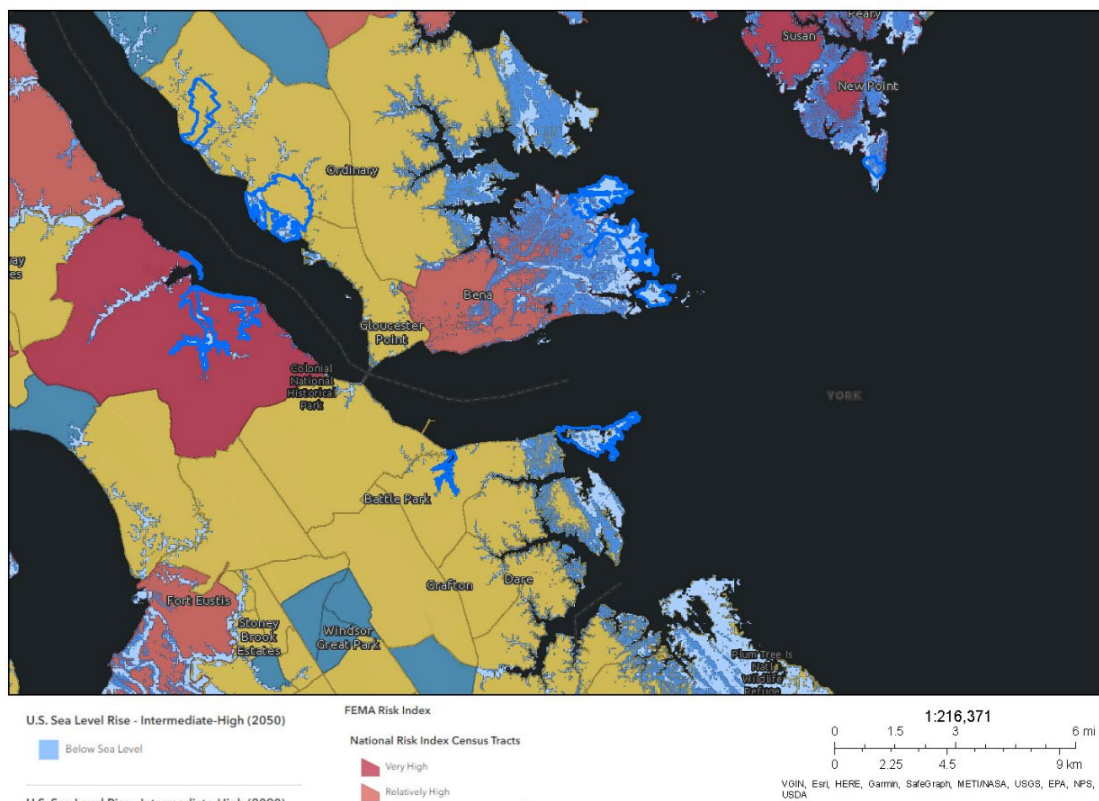 Peary
Susan
New Point
Ordinary
Bena
Gloucester
Point
Colonial
National
Historical
Park
YORK
Battle Park
Grafton
Dare
Fort Eustis
Stoney
Brook
Estates
Windsor
Great Park
Plum Tree Is
Nat'l
Wildlife
Refuge
U.S. Sea Level Rise - Intermediate-High (2050)
Below Sea Level
FEMA Risk Index
National Risk Index Census Tracts
Very High
Relatively High
1:216,371
0 1.5 3 6 mi
0 2.25 4.5 9 km
VGIN, Esri, HERE, Garmin, SafeGraph, METI/NASA, USGS, EPA, NPS,
USDA